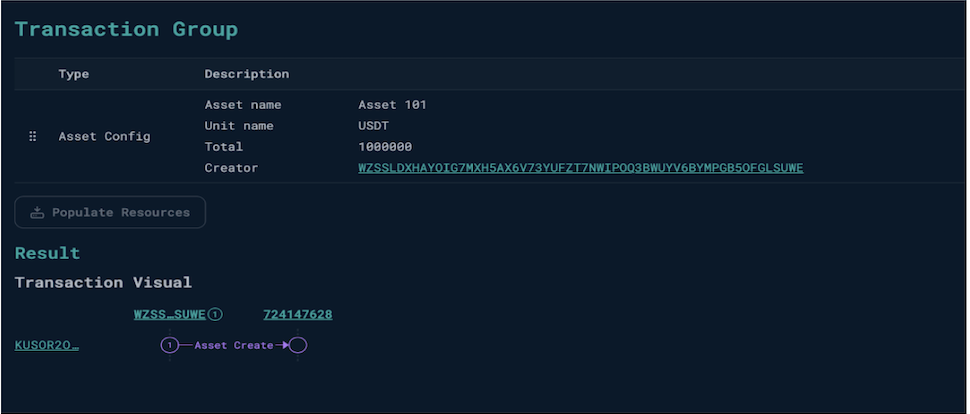 Transaction Group
Type Description
Asset name Asset 101
Unit name USDT
Asset Config
Total 1000000
Creator WZSSLDXHAYOIG7MXH5AX6V73YUFZT7NWIPOQ3BWUYV6BYMPGB5OFGLSUWE
Populate Resources
Result
Transaction Visual
WZSS…SUWE 1 724147628
KUSOR2O… 1 Asset Create